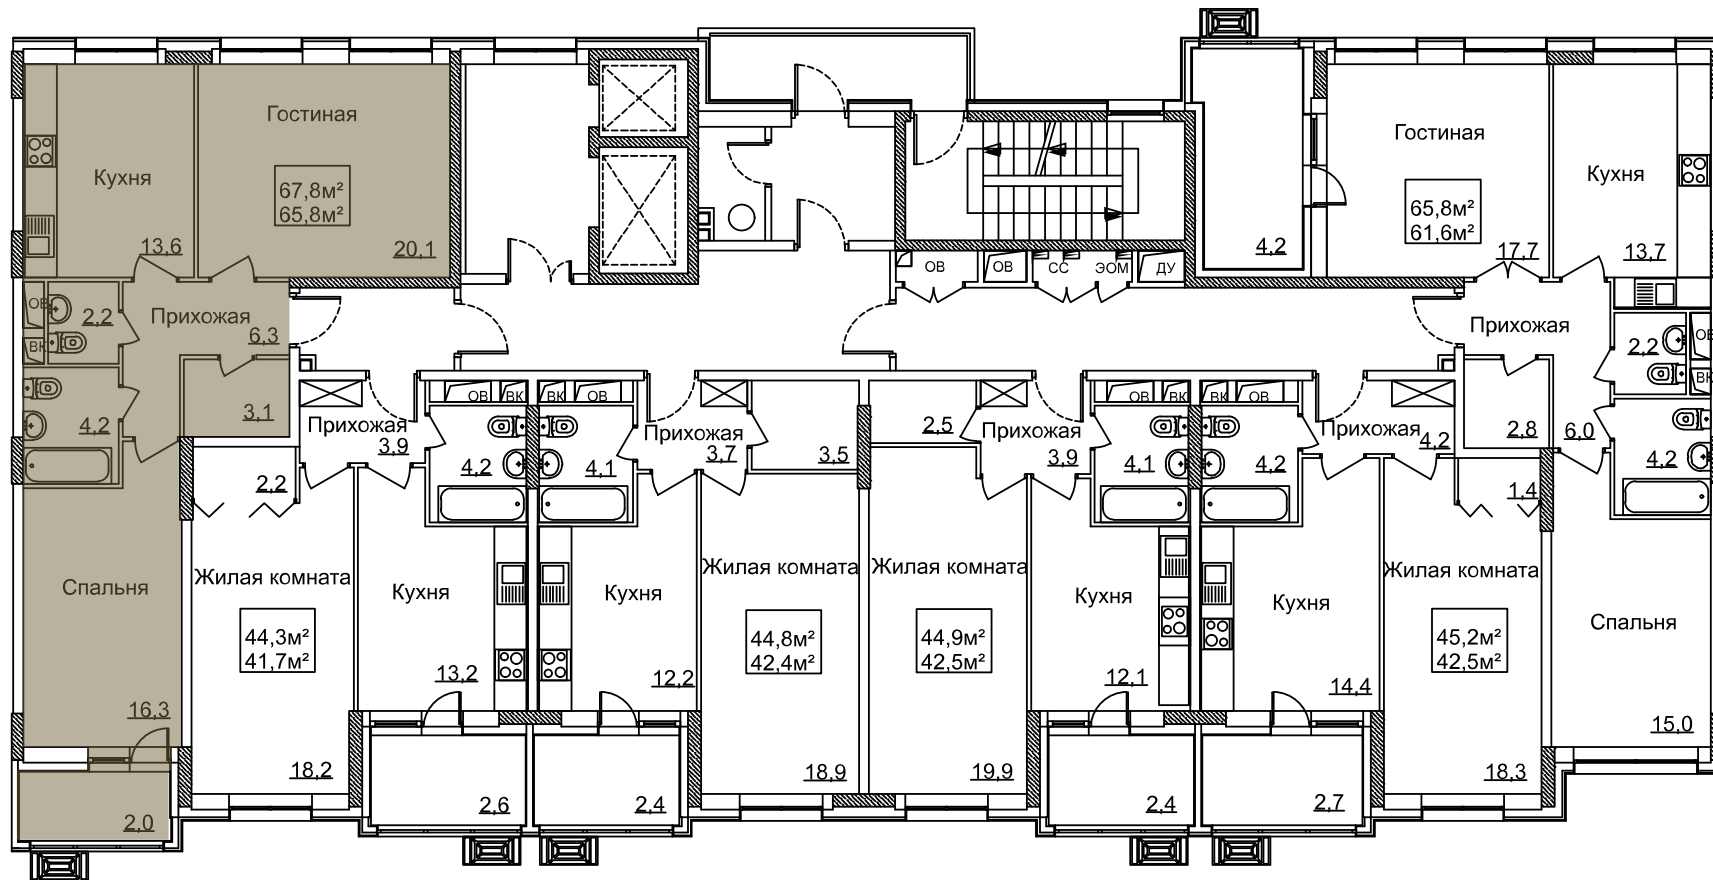 Гостиная
Кухня
67,8м²
65,8м²
13,6
20,1
Гостиная
Кухня
65,8м²
61,6м²
4,2
17,7
13,7
ОВ
ОВ
СС
ЭОМ
ДУ
ОВ
2,2
ВК
Прихожая
6,3
4,2
3,1
Прихожая
2,2
ОВ
ВК
2,8
6,0
4,2
ОВ
ВК
ВК
ОВ
ОВ
ВК
ВК
ОВ
Прихожая
3,9
4,2
4,1
Прихожая
3,7
3,5
2,5
Прихожая
3,9
4,1
4,2
Прихожая
4,2
2,2
1,4
Спальня
16,3
2,0
Жилая комната
44,3м²
41,7м²
18,2
Кухня
13,2
2,6
Кухня
12,2
2,4
Жилая комната
44,8м²
42,4м²
18,9
Жилая комната
44,9м²
42,5м²
19,9
Кухня
12,1
2,4
Кухня
14,4
2,7
Жилая комната
45,2м²
42,5м²
18,3
Спальня
15,0